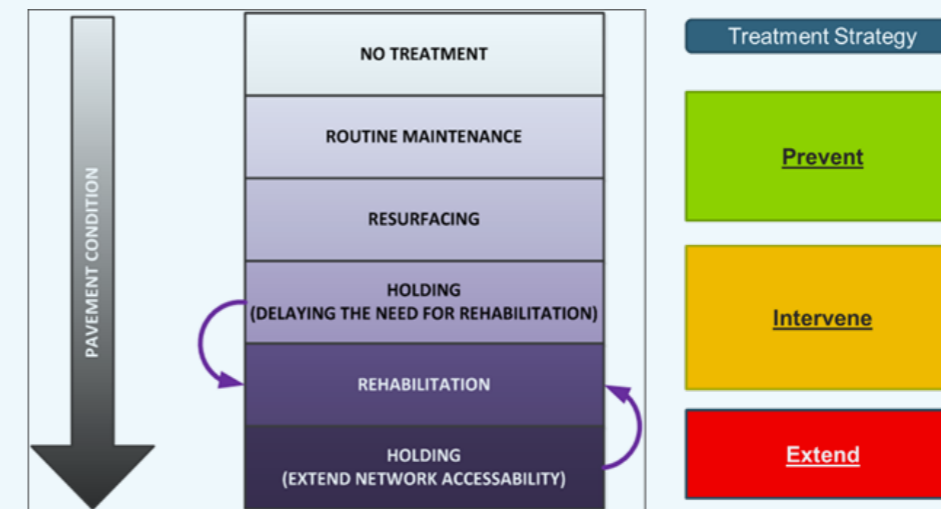 PAVEMENT CONDITION
NO TREATMENT
ROUTINE MAINTENANCE
RESURFACING
HOLDING
(DELAYING THE NEED FOR REHABILITATION)
REHABILITATION
HOLDING
(EXTEND NETWORK ACCESSABILITY)
Treatment Strategy
Prevent
Intervene
Extend